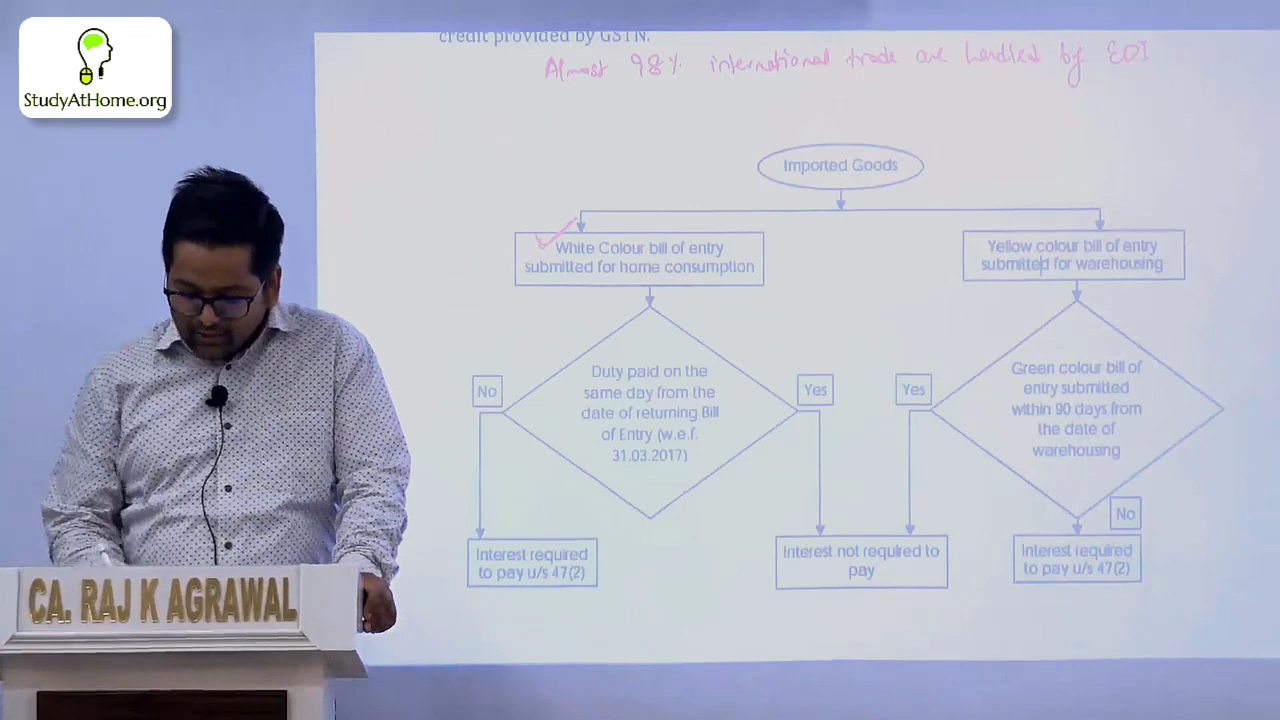 StudyAtHome.org
credit provided by GSTN.
Almost 98% international trade are handled by EDI
Imported Goods
White Colour bill of entry
submitted for home consumption
Yellow colour bill of entry
submitted for warehousing
No
Duty paid on the
same day from the
date of returning Bill
of Entry (w.e.f.
31.03.2017)
Yes
Yes
Green colour bill of
entry submitted
within 90 days from
the date of
warehousing
No
Interest required
to pay u/s 47(2)
Interest not required to
pay
Interest required
to pay u/s 47(2)
CA. RAJ K AGRAWAL